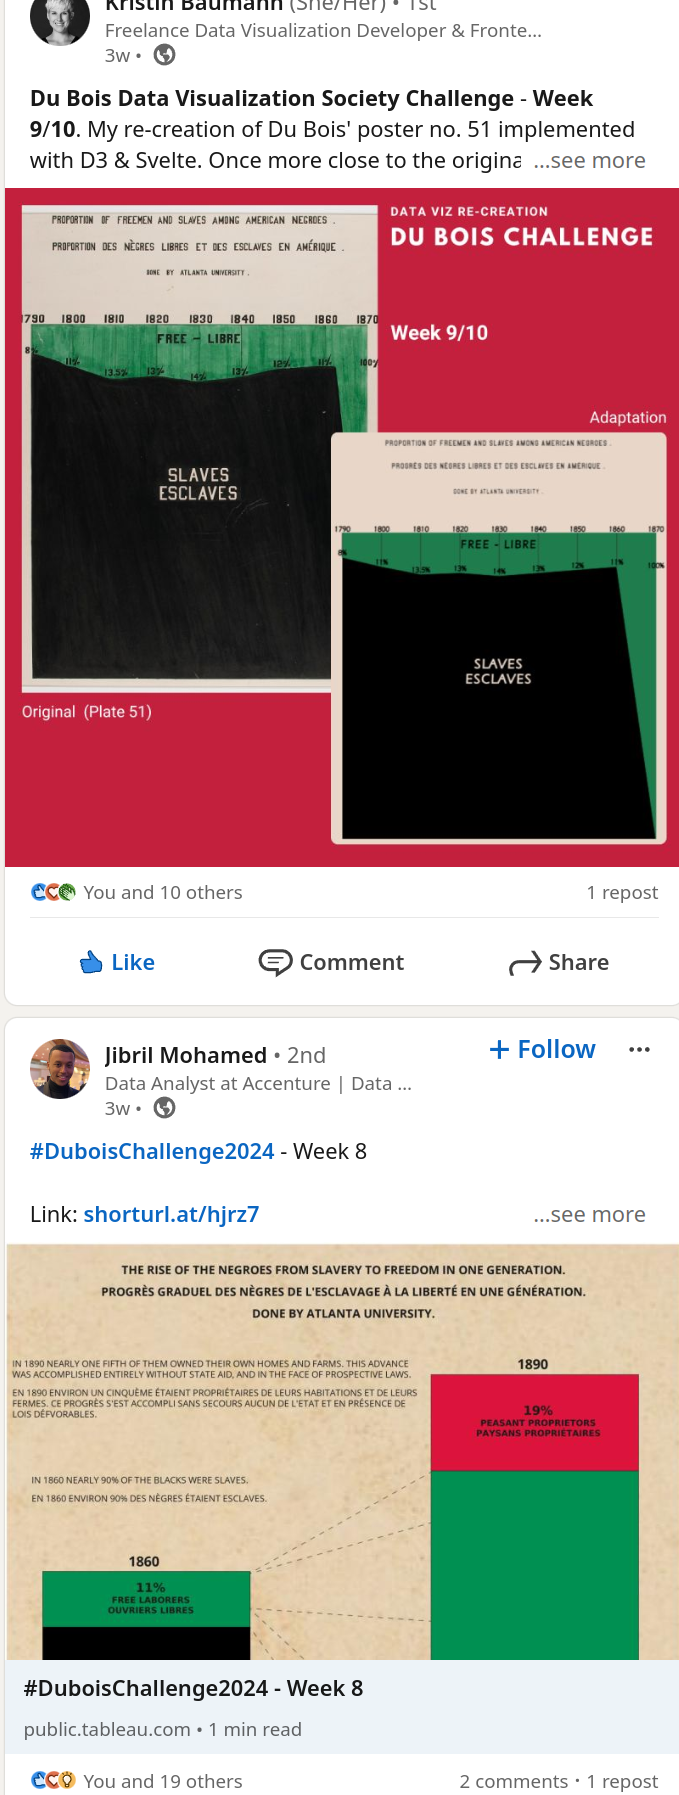 Kristin Baumann (She/Her) • 1st
Freelance Data Visualization Developer & Fronte...
3w •
Du Bois Data Visualization Society Challenge - Week
9/10. My re-creation of Du Bois' poster no. 51 implemented
with D3 & Svelte. Once more close to the origina ...see more
PROPORTION OF FREEMEN AND SLAVES AMONG AMERICAN NEGROES .
PROPORTION DES NÈGRES LIBRES ET DES ESCLAVES EN AMÉRIQUE .
DONE BY ATLANTA UNIVERSITY .
1790 1800 1810 1820 1830 1840 1850 1860 1870
FREE – LIBRE
8% 11% 13.5% 13% 14% 13% 12% 11% 100%
SLAVES
ESCLAVES
Original (Plate 51)
DATA VIZ RE-CREATION
DU BOIS CHALLENGE
Week 9/10
Adaptation
PROPORTION OF FREEMEN AND SLAVES AMONG AMERICAN NEGROES .
PROGRÈS DES NÈGRES LIBRES ET DES ESCLAVES EN AMÉRIQUE .
DONE BY ATLANTA UNIVERSITY .
1790 1800 1810 1820 1830 1840 1850 1860 1870
FREE - LIBRE
8% 11% 13.5% 13% 14% 13% 12% 11% 100%
SLAVES
ESCLAVES
You and 10 others 1 repost
Like Comment Share
Jibril Mohamed • 2nd
+ Follow ...
Data Analyst at Accenture | Data ...
3w •
#DuboisChallenge2024 - Week 8
Link: shorturl.at/hjrz7 ...see more
THE RISE OF THE NEGROES FROM SLAVERY TO FREEDOM IN ONE GENERATION.
PROGRÈS GRADUEL DES NÈGRES DE L'ESCLAVAGE À LA LIBERTÉ EN UNE GÉNÉRATION.
DONE BY ATLANTA UNIVERSITY.
IN 1890 NEARLY ONE FIFTH OF THEM OWNED THEIR OWN HOMES AND FARMS. THIS ADVANCE
WAS ACCOMPLISHED ENTIRELY WITHOUT STATE AID, AND IN THE FACE OF PROSPECTIVE LAWS.
EN 1890 ENVIRON UN CINQUIÈME ÉTAIENT PROPRIÉTAIRES DE LEURS HABITATIONS ET DE LEURS
FERMES. CE PROGRÈS S'EST ACCOMPLI SANS SECOURS AUCUN DE L'ETAT ET EN PRÉSENCE DE
LOIS DÉFVORABLES.
1890
19%
PEASANT PROPRIETORS
PAYSANS PROPRIÉTAIRES
IN 1860 NEARLY 90% OF THE BLACKS WERE SLAVES.
EN 1860 ENVIRON 90% DES NÈGRES ÉTAIENT ESCLAVES.
1860
11%
FREE LABORERS
OUVRIERS LIBRES
#DuboisChallenge2024 - Week 8
public.tableau.com • 1 min read
You and 19 others 2 comments • 1 repost